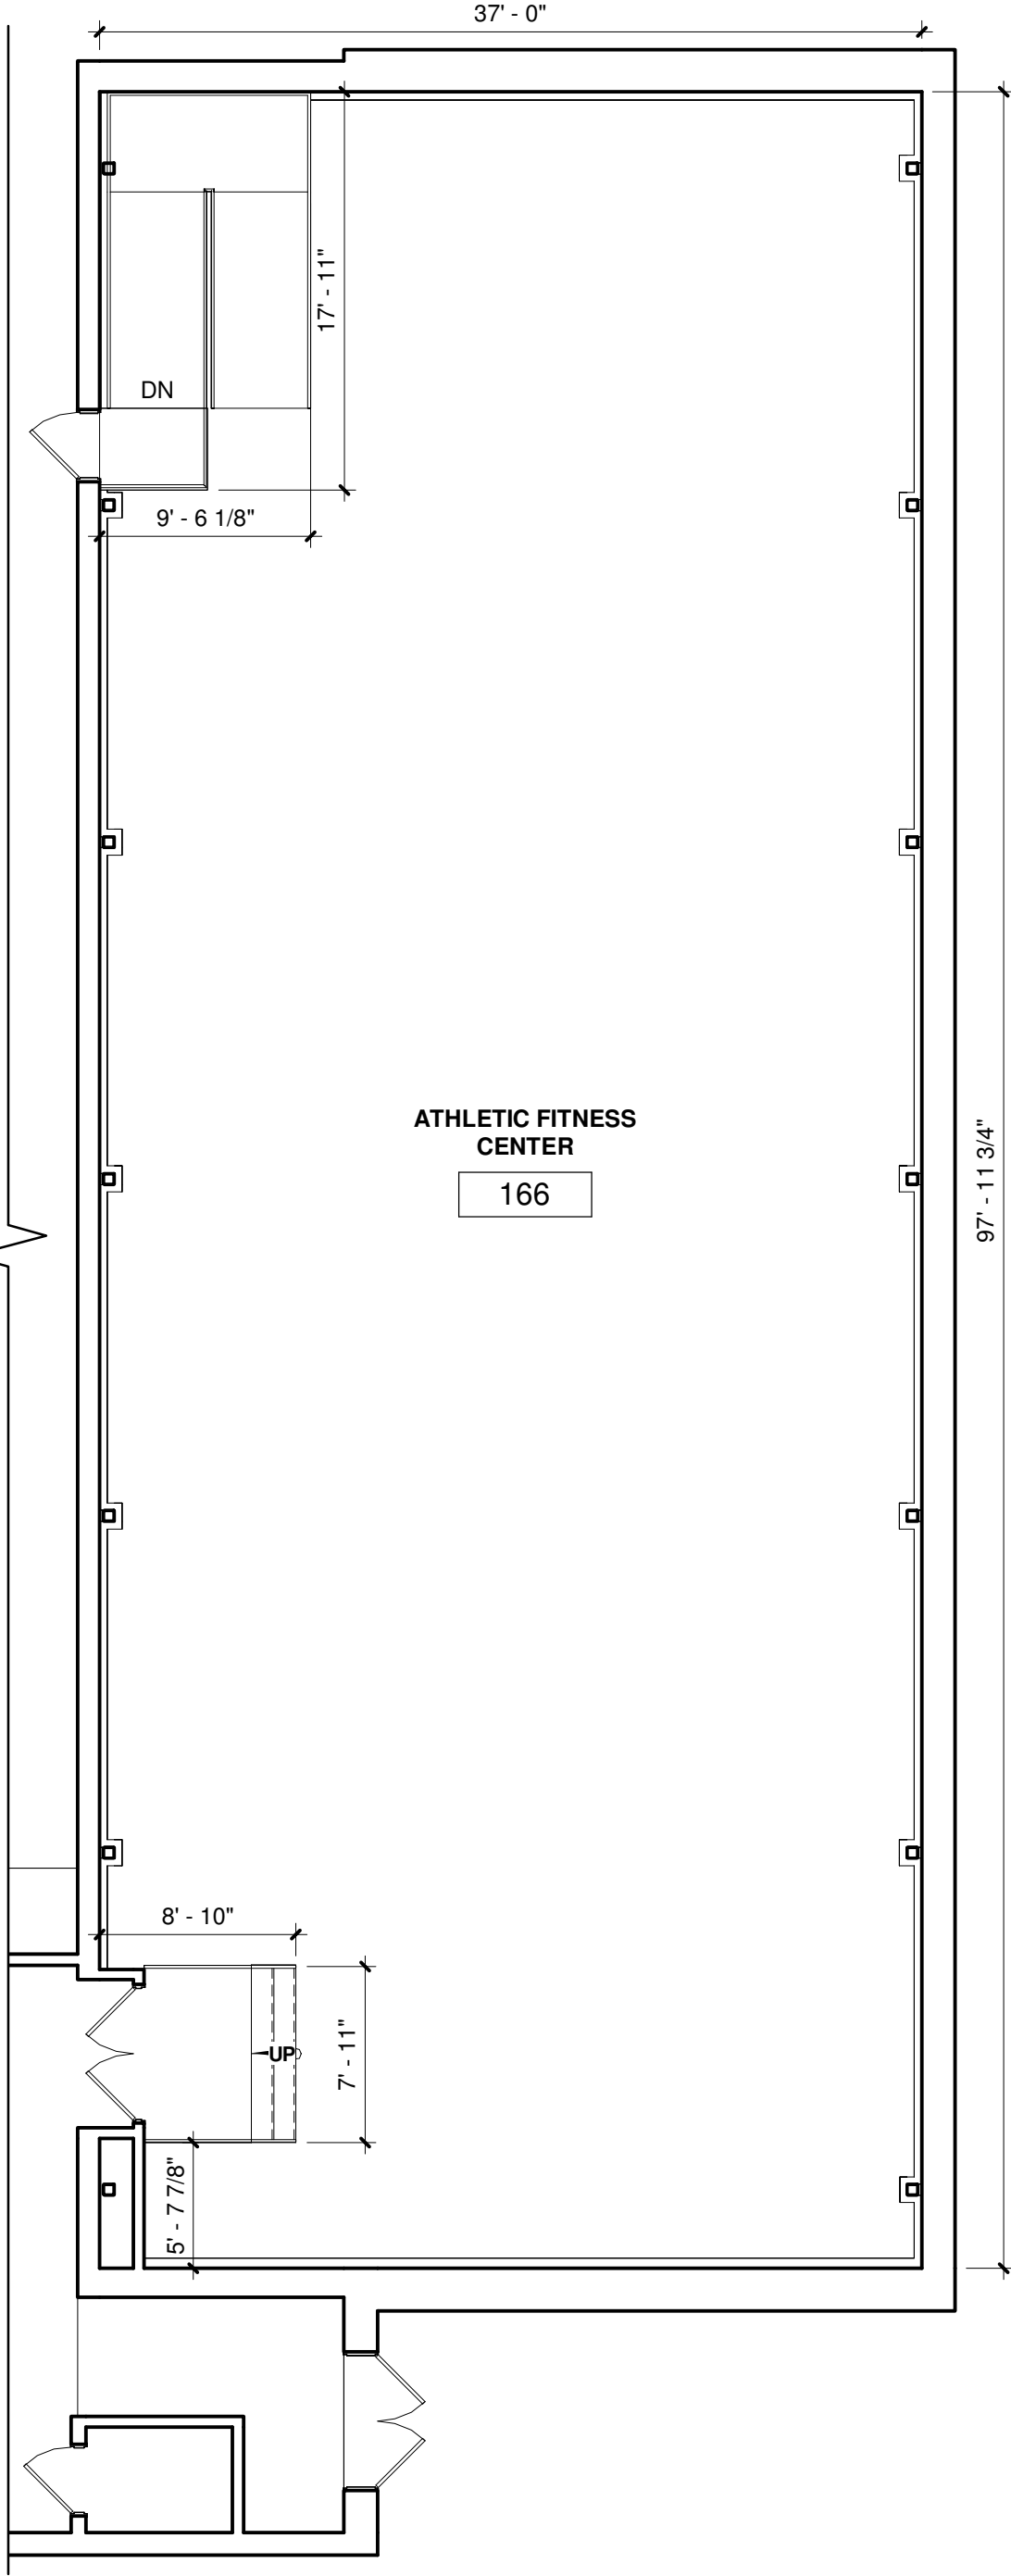 37' - 0"
17' - 11"
DN
9' - 6 1/8"
ATHLETIC FITNESS
CENTER
166
97' - 11 3/4"
8' - 10"
UP
7' - 11"
5' - 7 7/8"